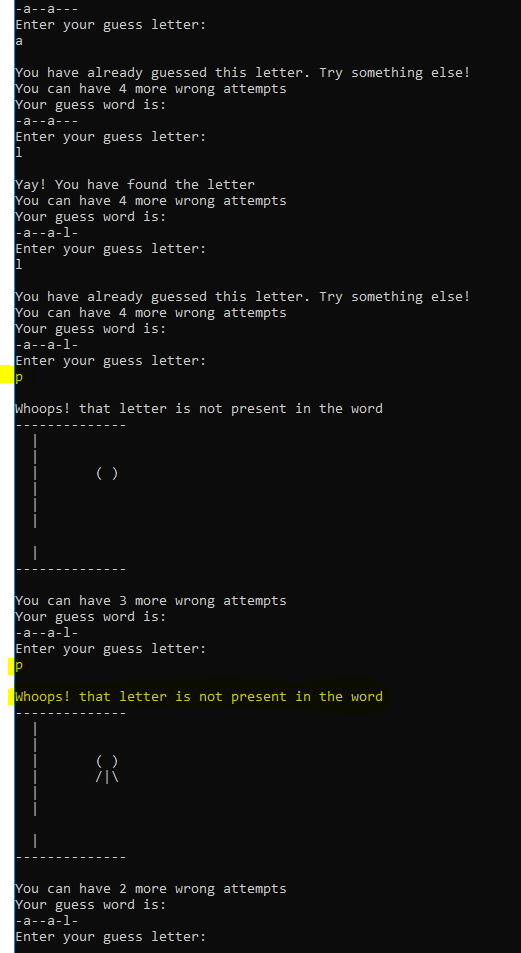 -a--a---
Enter your guess letter:
a
You have already guessed this letter. Try something else!
You can have 4 more wrong attempts
Your guess word is:
-a--a---
Enter your guess letter:
l
Yay! You have found the letter
You can have 4 more wrong attempts
Your guess word is:
-a--a-l-
Enter your guess letter:
l
You have already guessed this letter. Try something else!
You can have 4 more wrong attempts
Your guess word is:
-a--a-l-
Enter your guess letter:
p
Whoops! that letter is not present in the word
--------------
  |
  |
  |       ( )
  |
  |
  |
  |
--------------
You can have 3 more wrong attempts
Your guess word is:
-a--a-l-
Enter your guess letter:
p
Whoops! that letter is not present in the word
--------------
  |
  |
  |       ( )
  |       /|\
  |
  |
  |
--------------
You can have 2 more wrong attempts
Your guess word is:
-a--a-l-
Enter your guess letter: